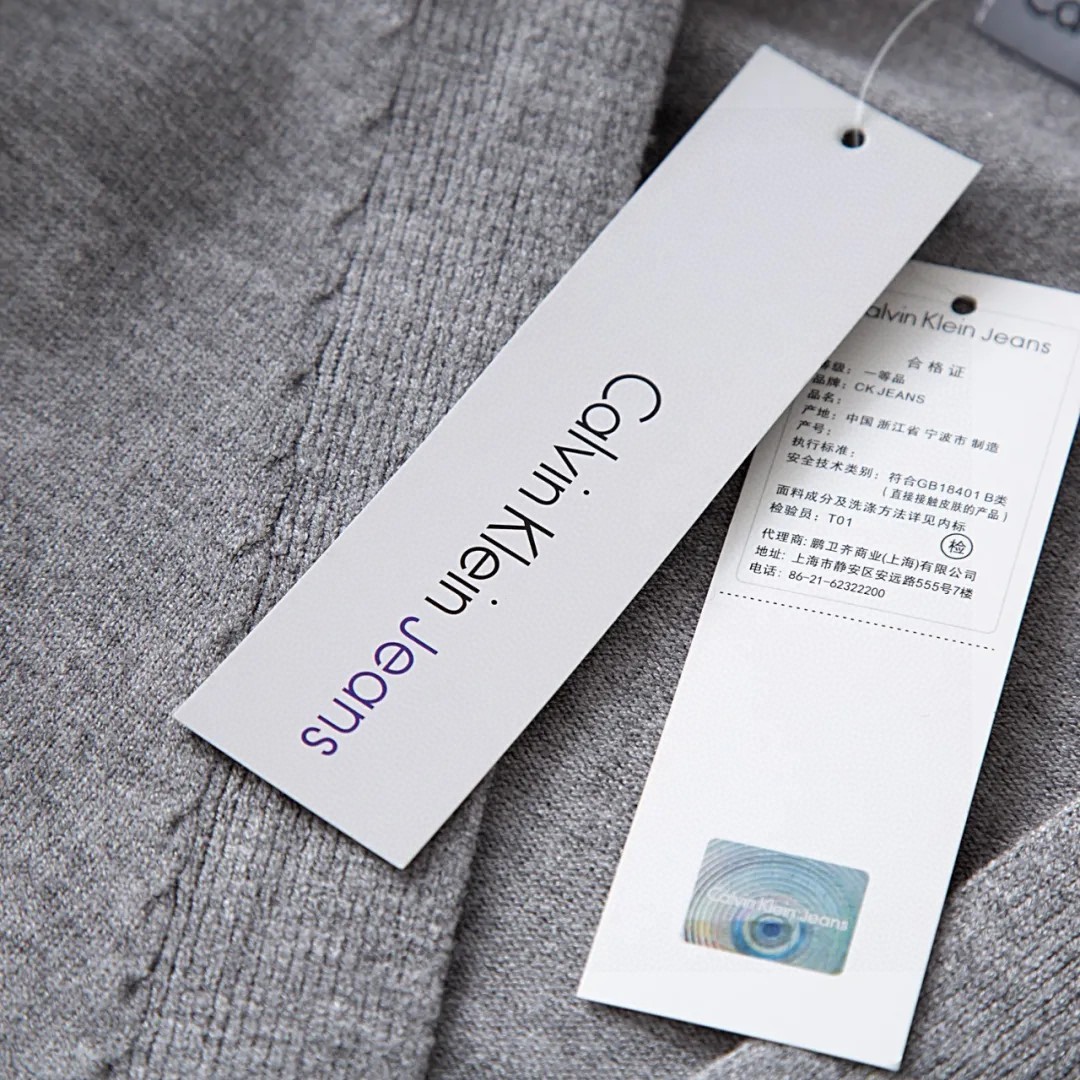 Calvin Klein Jeans
alvin Klein Jeans
合格证
等级：一等品
品牌：CK JEANS
品名：
产地：中国 浙江省 宁波市 制造
产号：
执行标准：
安全技术类别：符合GB18401 B类
（直接接触皮肤的产品）
面料成分及洗涤方法详见内标
检验员：T01
检
代理商：鹏卫齐商业(上海)有限公司
地址：上海市静安区安远路555号7楼
电话：86-21-62322200
Calvin Klein Jeans
Ca